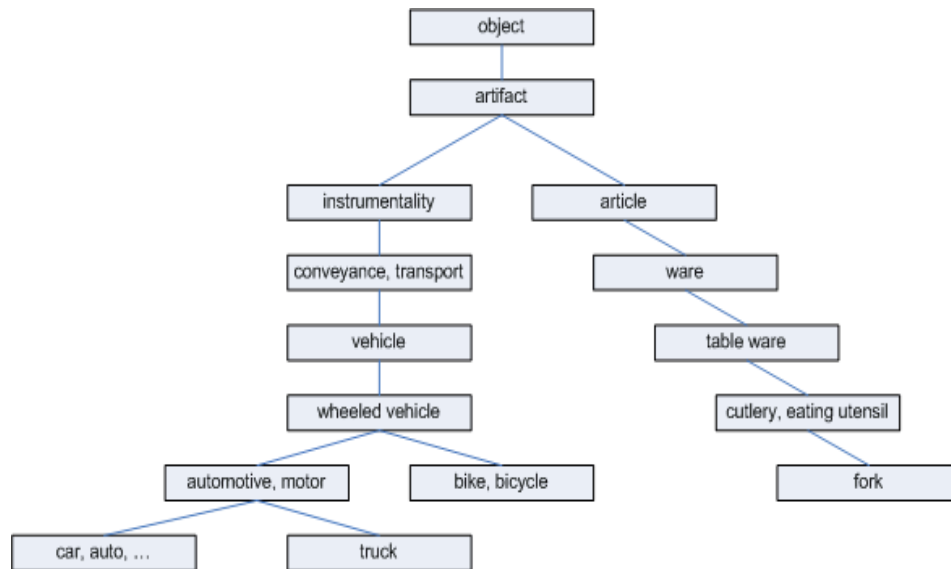 object
artifact
instrumentality
article
conveyance, transport
ware
vehicle
table ware
wheeled vehicle
cutlery, eating utensil
automotive, motor
bike, bicycle
fork
car, auto, …
truck